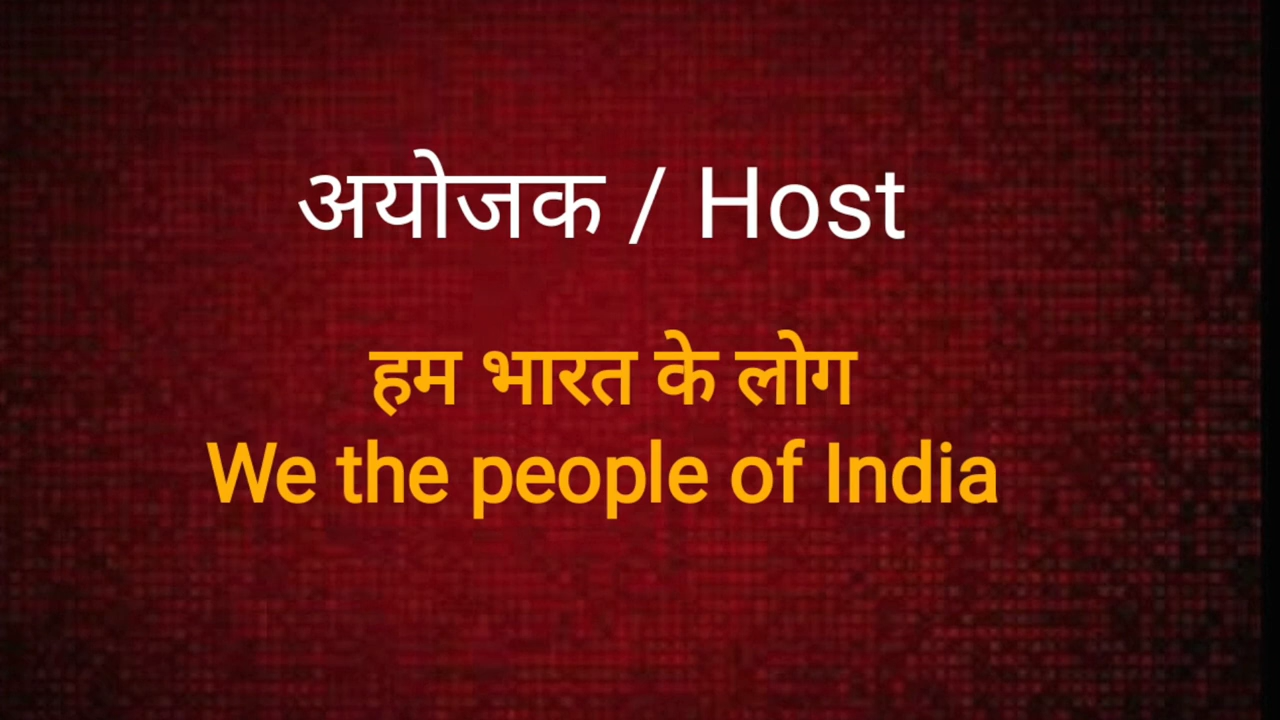 अयोजक / Host
हम भारत के लोग
We the people of India